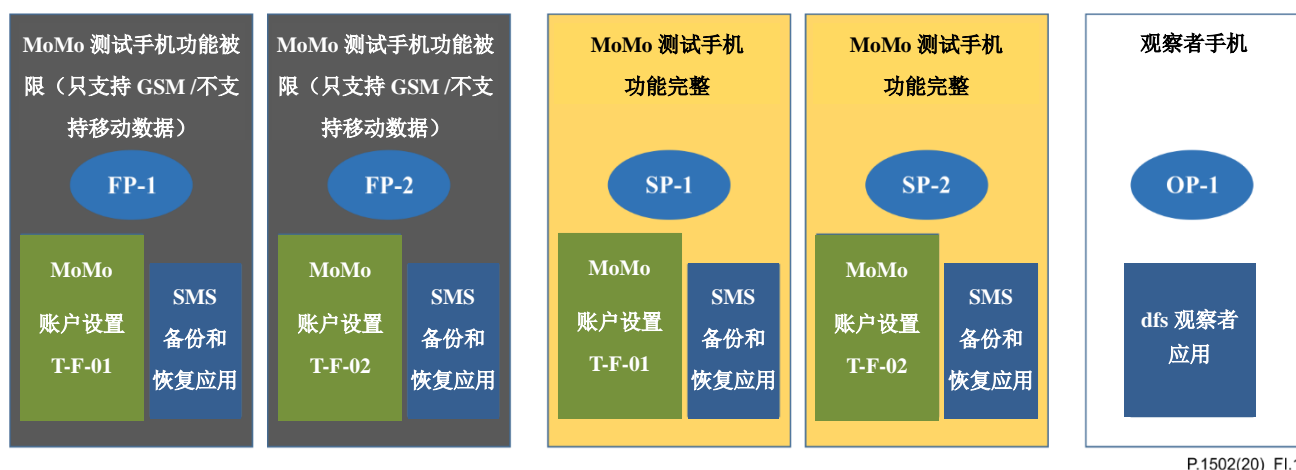 MoMo 测试手机功能被
限（只支持 GSM /不支
持移动数据）
FP-1
MoMo
账户设置
T-F-01
SMS
备份和
恢复应用
MoMo 测试手机功能被
限（只支持 GSM /不支
持移动数据）
FP-2
MoMo
账户设置
T-F-02
SMS
备份和
恢复应用
MoMo 测试手机
功能完整
SP-1
MoMo
账户设置
T-F-01
SMS
备份和
恢复应用
MoMo 测试手机
功能完整
SP-2
MoMo
账户设置
T-F-02
SMS
备份和
恢复应用
观察者手机
OP-1
dfs 观察者
应用
P.1502(20)_FI.1